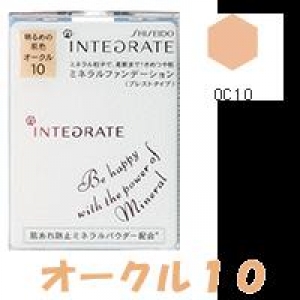 明るめの
肌色
オークル
10
SHISEIDO
INTEGRATE
ミネラルファンデーション
(プレストタイプ)
INTEGRATE
Be happy
with the power of
Mineral
肌あれ防止ミネラルパウダー配合*
OC10
オークル10